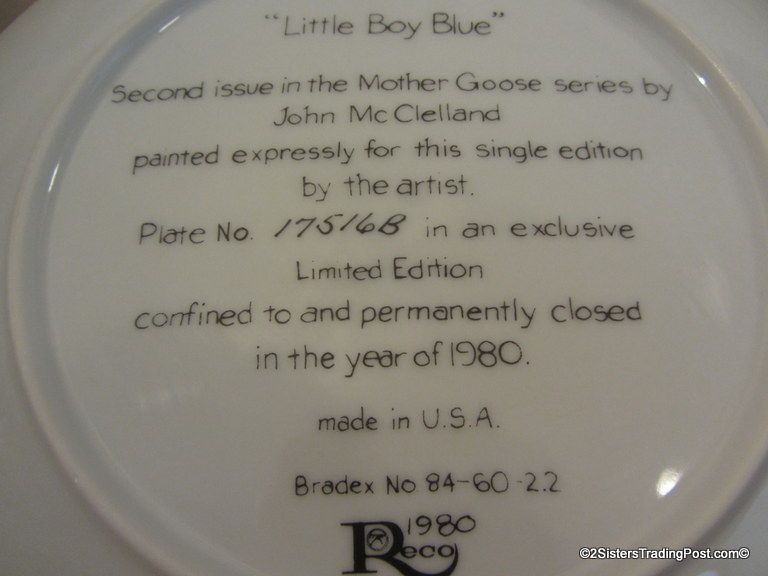 "Little Boy Blue"
Second issue in the Mother Goose series by
John McClelland
painted expressly for this single edition
by the artist.
Plate No. 17516B in an exclusive
Limited Edition
confined to and permanently closed
in the year of 1980.
made in U.S.A.
Bradex No 84-60-2.2
1980
Reco
©2SistersTradingPost.com©